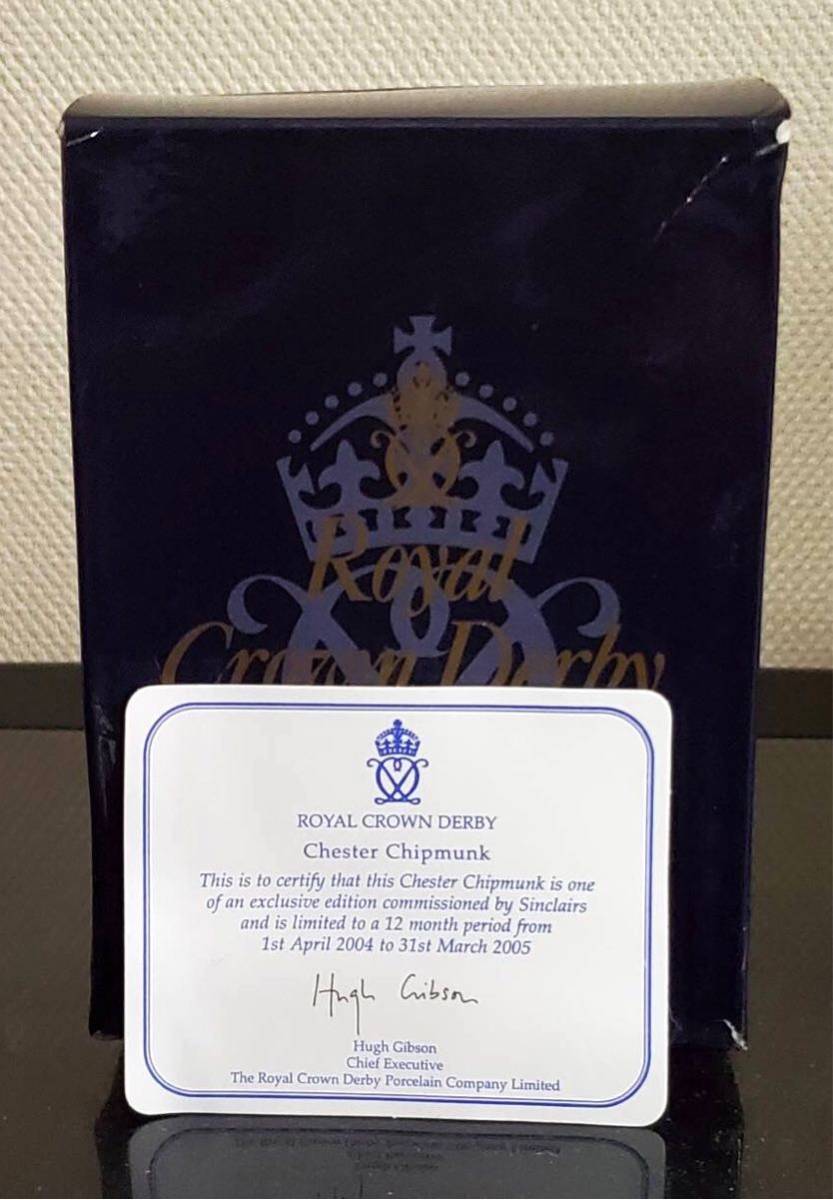 Royal
Crown Derby
ROYAL CROWN DERBY
Chester Chipmunk
This is to certify that this Chester Chipmunk is one
of an exclusive edition commissioned by Sinclairs
and is limited to a 12 month period from
1st April 2004 to 31st March 2005
Hugh Gibson
Hugh Gibson
Chief Executive
The Royal Crown Derby Porcelain Company Limited